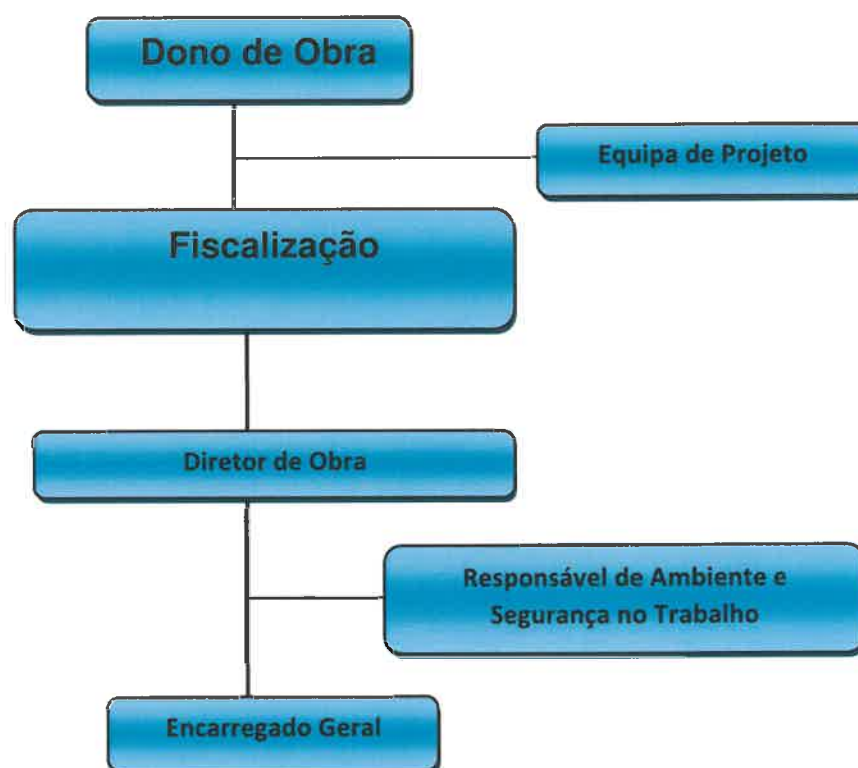 Dono de Obra
Equipa de Projeto
Fiscalização
Diretor de Obra
Responsável de Ambiente e
Segurança no Trabalho
Encarregado Geral